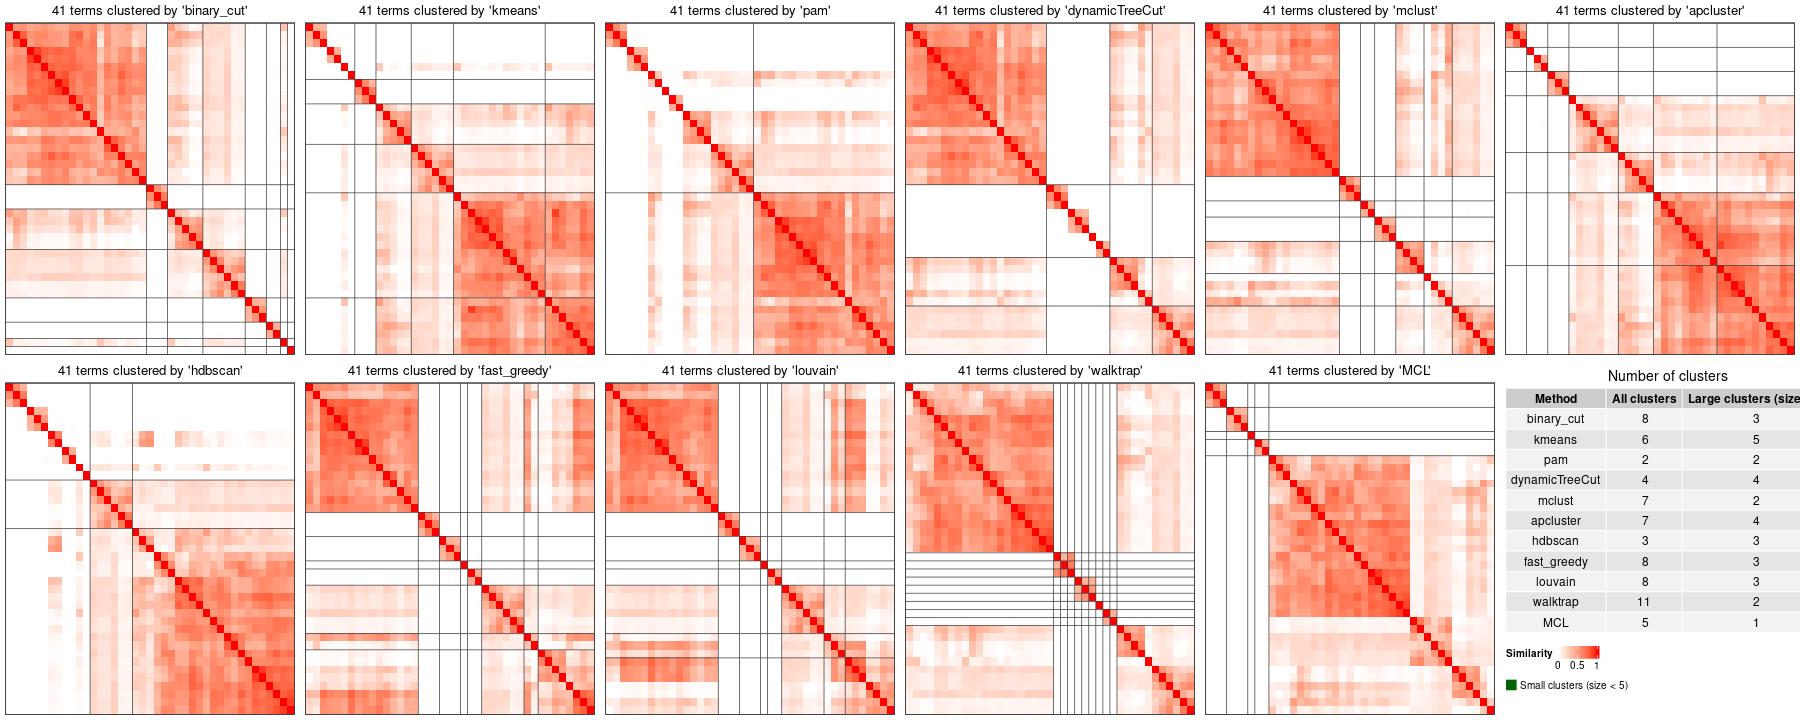 41 terms clustered by 'binary_cut'
41 terms clustered by 'kmeans'
41 terms clustered by 'pam'
41 terms clustered by 'dynamicTreeCut'
41 terms clustered by 'mclust'
41 terms clustered by 'apcluster'
41 terms clustered by 'hdbscan'
41 terms clustered by 'fast_greedy'
41 terms clustered by 'louvain'
41 terms clustered by 'walktrap'
41 terms clustered by 'MCL'
Number of clusters
Method All clusters Large clusters (size
binary_cut 8 3
kmeans 6 5
pam 2 2
dynamicTreeCut 4 4
mclust 7 2
apcluster 7 4
hdbscan 3 3
fast_greedy 8 3
louvain 8 3
walktrap 11 2
MCL 5 1
Similarity
0 0.5 1
Small clusters (size < 5)